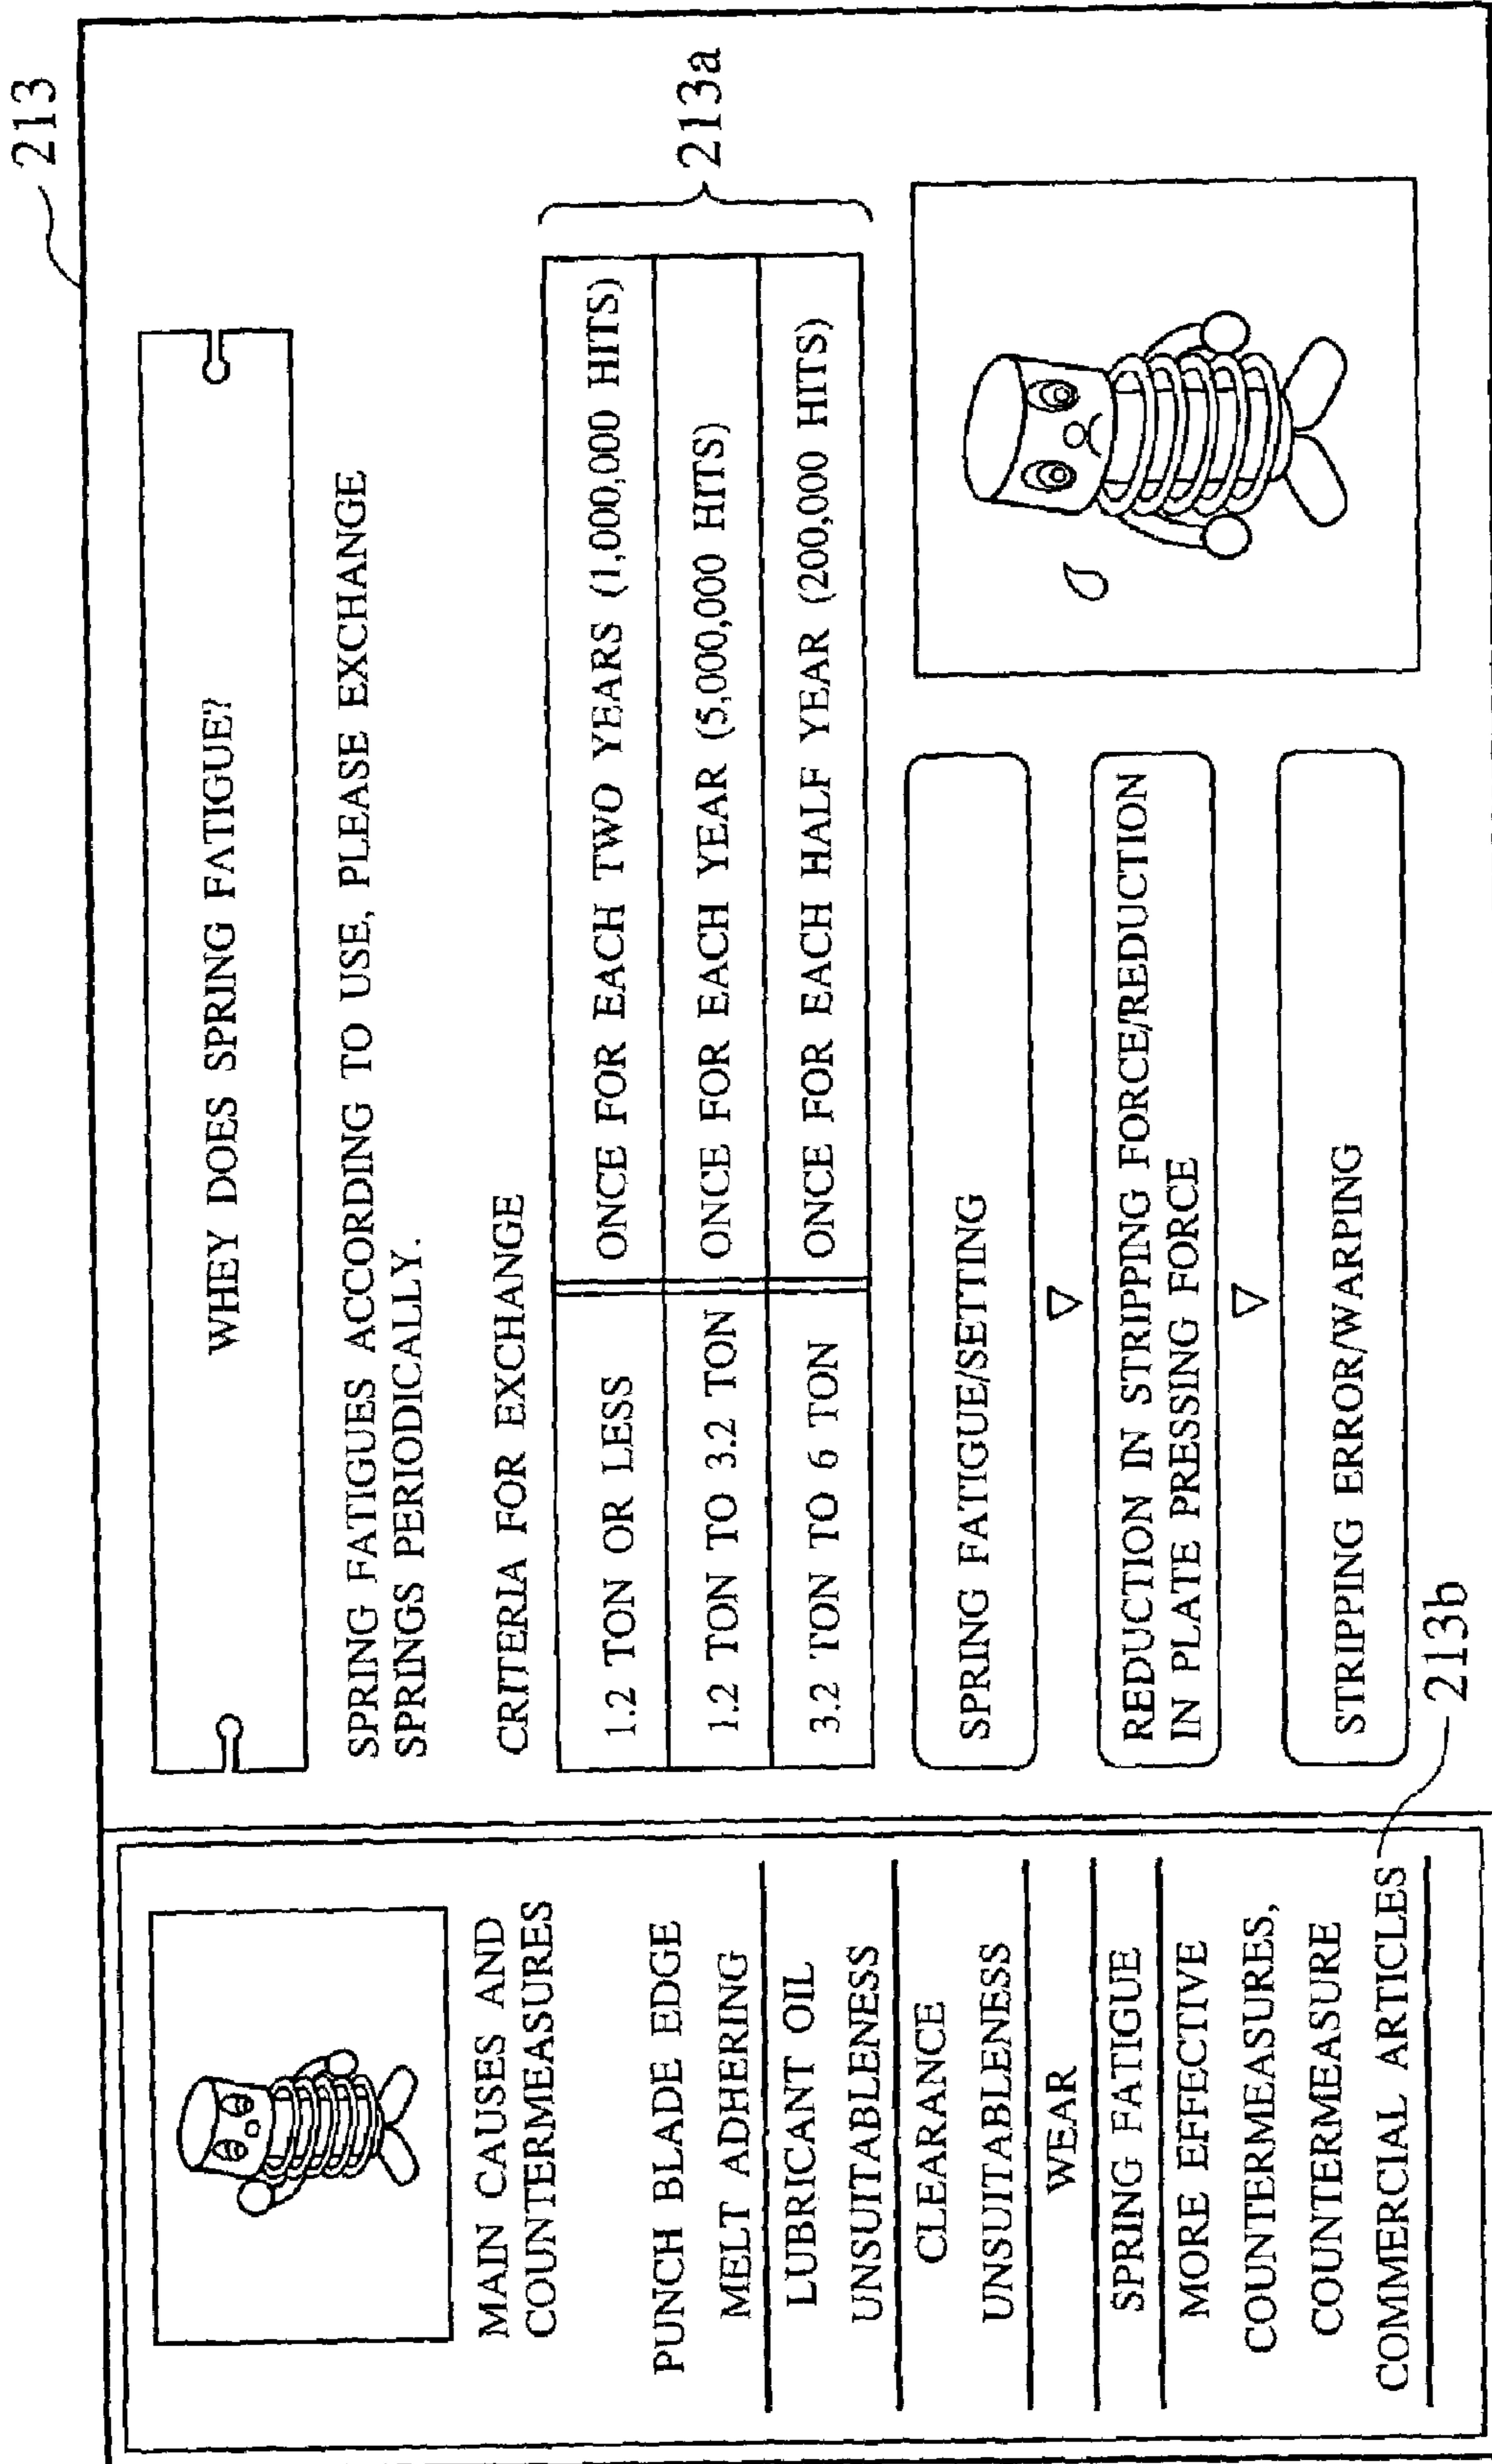 213
MAIN CAUSES AND
COUNTERMEASURES
PUNCH BLADE EDGE
MELT ADHERING
LUBRICANT OIL
UNSUITABLENESS
CLEARANCE
UNSUITABLENESS
WEAR
SPRING FATIGUE
MORE EFFECTIVE
COUNTERMEASURES,
COUNTERMEASURE
COMMERCIAL ARTICLES
213b
WHEY DOES SPRING FATIGUE?
SPRING FATIGUES ACCORDING TO USE, PLEASE EXCHANGE
SPRINGS PERIODICALLY.
CRITERIA FOR EXCHANGE
1.2 TON OR LESS ONCE FOR EACH TWO YEARS (1,000,000 HITS)
1.2 TON TO 3.2 TON ONCE FOR EACH YEAR (5,000,000 HITS)
3.2 TON TO 6 TON ONCE FOR EACH HALF YEAR (200,000 HITS)
213a
SPRING FATIGUE/SETTING
REDUCTION IN STRIPPING FORCE/REDUCTION
IN PLATE PRESSING FORCE
STRIPPING ERROR/WARPING